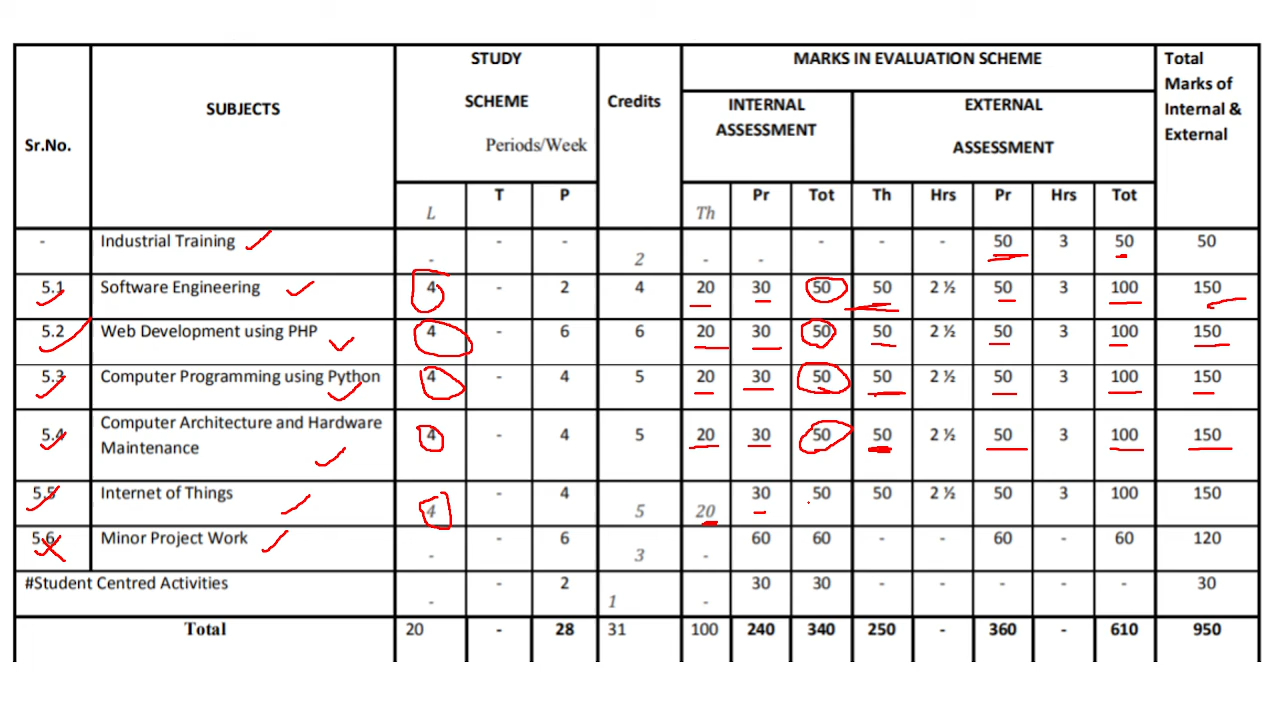 Sr.No. SUBJECTS STUDY SCHEME Periods/Week Credits MARKS IN EVALUATION SCHEME Total Marks of Internal & External
INTERNAL ASSESSMENT EXTERNAL ASSESSMENT
L T P Th Pr Tot Th Hrs Pr Hrs Tot
- Industrial Training - - - 2 - - - - - 50 3 50 50
5.1 Software Engineering 4 - 2 4 20 30 50 50 2 ½ 50 3 100 150
5.2 Web Development using PHP 4 - 6 6 20 30 50 50 2 ½ 50 3 100 150
5.3 Computer Programming using Python 4 - 4 5 20 30 50 50 2 ½ 50 3 100 150
5.4 Computer Architecture and Hardware Maintenance 4 - 4 5 20 30 50 50 2 ½ 50 3 100 150
5.5 Internet of Things 4 - 4 5 20 30 50 50 2 ½ 50 3 100 150
5.6 Minor Project Work - - 6 3 - 60 60 - - 60 - 60 120
#Student Centred Activities - - 2 1 - 30 30 - - - - - 30
Total 20 - 28 31 100 240 340 250 - 360 - 610 950